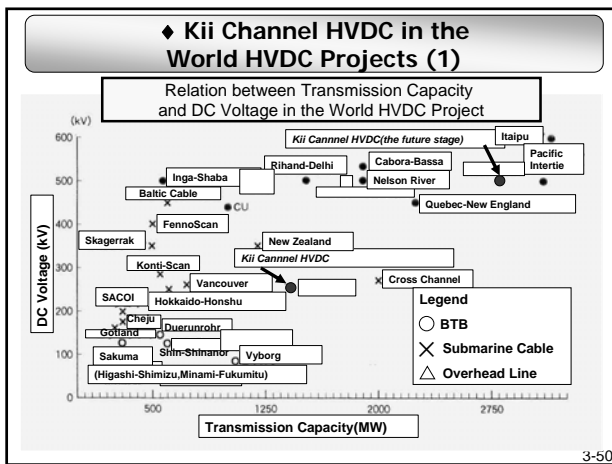 ♦ Kii Channel HVDC in the
World HVDC Projects (1)
Relation between Transmission Capacity
and DC Voltage in the World HVDC Project
(kV)
600
500
400
300
200
100
0
DC Voltage (kV)
Kii Cannnel HVDC(the future stage)
Itaipu
Pacific
Intertie
Rihand-Delhi
Cabora-Bassa
Inga-Shaba
Nelson River
Baltic Cable
CU
Quebec-New England
FennoScan
Skagerrak
New Zealand
Kii Cannnel HVDC
Konti-Scan
Vancouver
Cross Channel
SACOI
Hokkaido-Honshu
Cheju
Gotland
Duerunrohr
Shin-Shinanor
Sakuma
Vyborg
(Higashi-Shimizu,Minami-Fukumitu)
Legend
BTB
Submarine Cable
Overhead Line
500
1250
2000
2750
Transmission Capacity(MW)
3-50